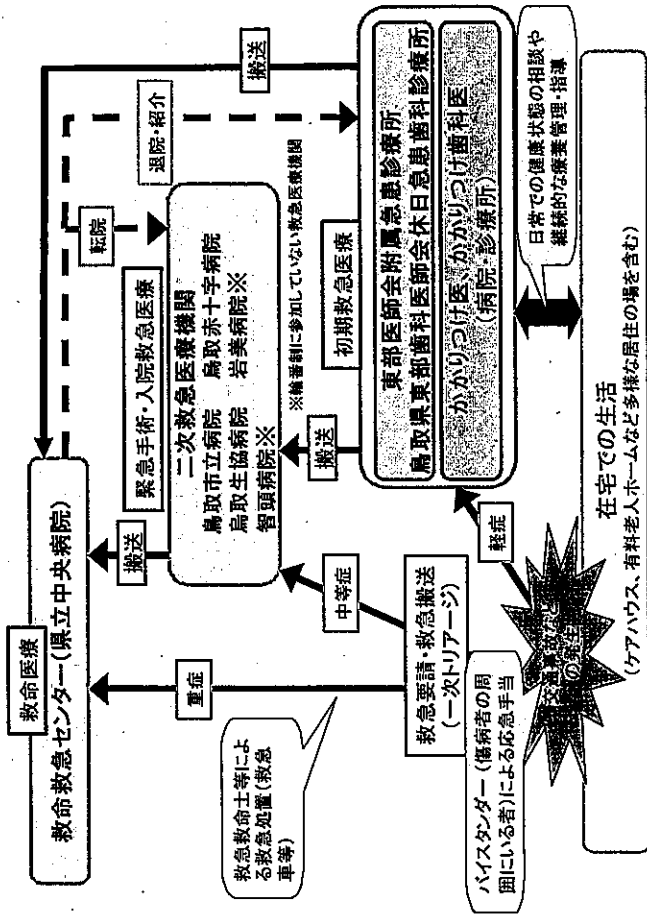 救命医療
救命救急センター(県立中央病院)
搬送
重症
搬送
転院
退院・紹介
緊急手術・入院救急医療
二次救急医療機関
鳥取市立病院 鳥取赤十字病院
鳥取生協病院 岩美病院※
智頭病院※
※輪番制に参加していない救急医療機関
救急救命士等によ
る救急処置(救急
車等)
中等症
搬送
初期救急医療
東部医師会附属急患診療所
鳥取県東部歯科医師会休日急患歯科診療所
かかりつけ医、かかりつけ歯科医
(病院・診療所)
救急要請・救急搬送
(一次トリアージ)
バイスタンダー(傷病者の周
囲にいる者)による応急手当
軽症
交通事故など
の発生
日常での健康状態の相談や
継続的な療養管理・指導
在宅での生活
(ケアハウス、有料老人ホームなど多様な居住の場を含む)